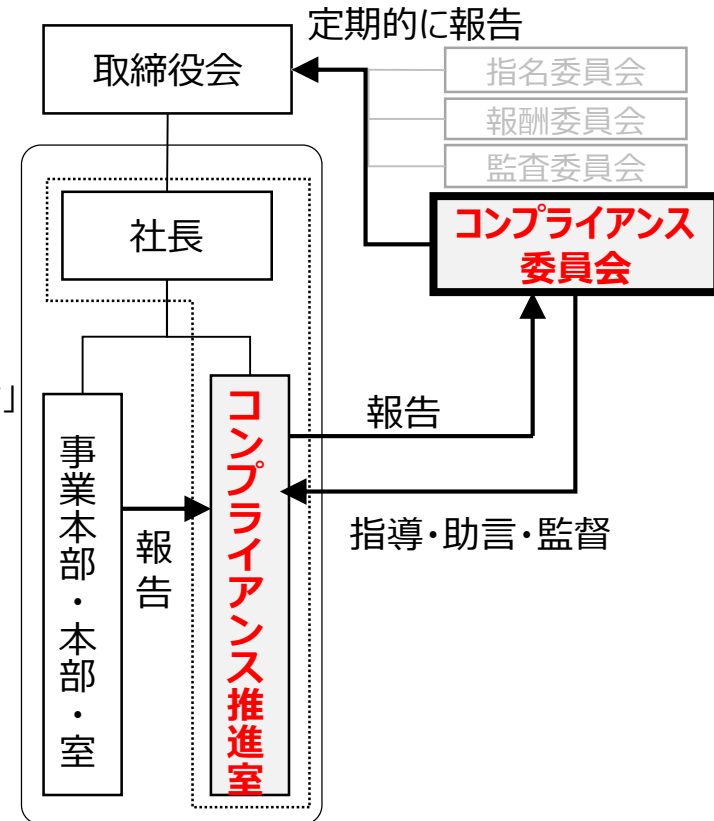 定期的に報告
取締役会
指名委員会
報酬委員会
監査委員会
社長
コンプライアンス
委員会
」
報告
事業本部・本部・室
報告
コンプライアンス推進室
指導・助言・監督